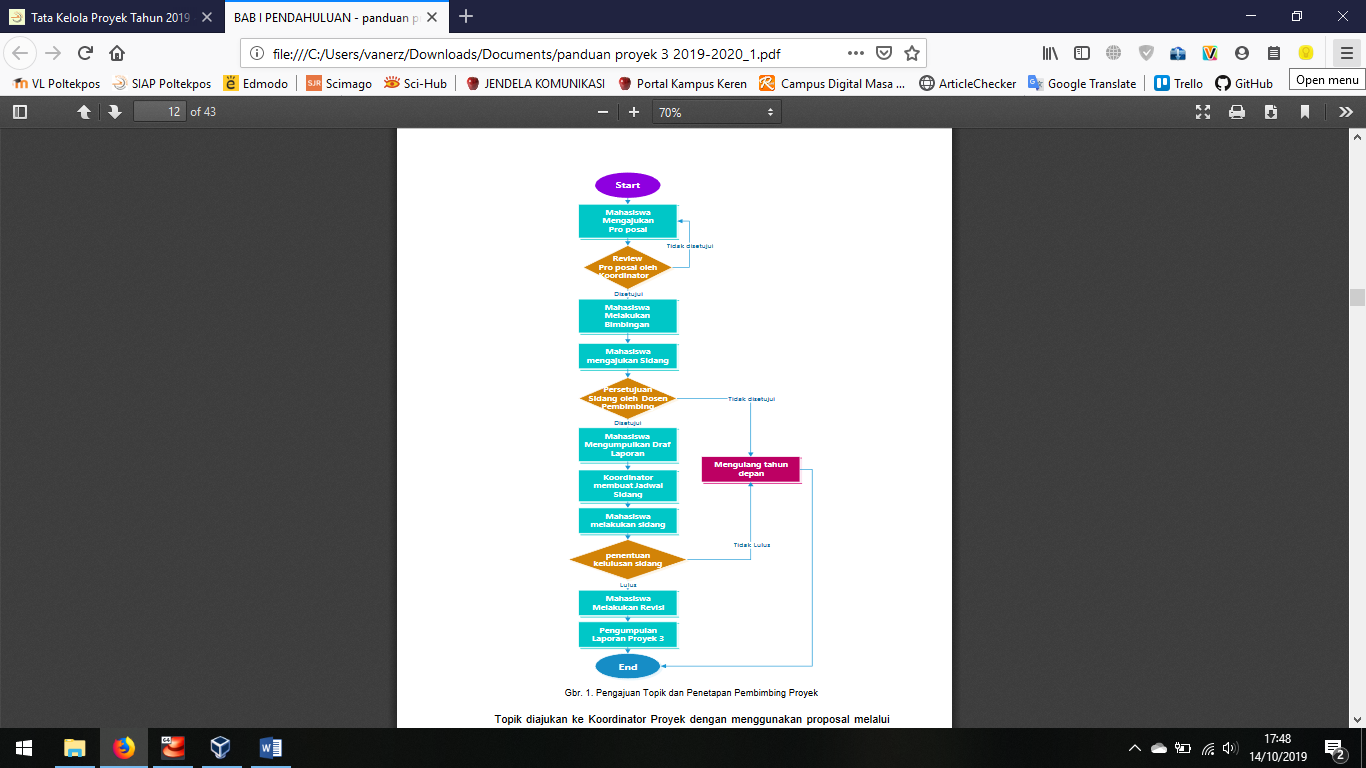 Tata Kelola Proyek Tahun 2019
BAB I PENDAHULUAN - panduan p
file:///C:/Users/vanerz/Downloads/Documents/panduan proyek 3 2019-2020_1.pdf
VL Poltekpos
SIAP Poltekpos
Edmodo
SJR
Scimago
Sci-Hub
JENDELA KOMUNIKASI
Portal Kampus Keren
Campus Digital Masa ...
ArticleChecker
Google Translate
Trello
GitHub
Open menu
12 of 43
70%
Start
Mahasiswa
Mengajukan
Pro posal
Tidak disetujui
Review
Pro posal oleh
Koordinator
Disetujui
Mahasiswa
Melakukan
Bimbingan
Mahasiswa
mengajukan Sidang
Persetujuan
Sidang oleh Dosen
Pembimbing
Tidak disetujui
Disetujui
Mahasiswa
Mengumpulkan Draf
Laporan
Mengulang tahun
depan
Koordinator
membuat Jadwal
Sidang
Mahasiswa
melakukan sidang
Tidak Lulus
penentuan
kelulusan sidang
Lulus
Mahasiswa
Melakukan Revisi
Pengumpulan
Laporan Proyek 3
End
Gbr. 1. Pengajuan Topik dan Penetapan Pembimbing Proyek
Topik diajukan ke Koordinator Proyek dengan menggunakan proposal melalui
17:48
14/10/2019
2